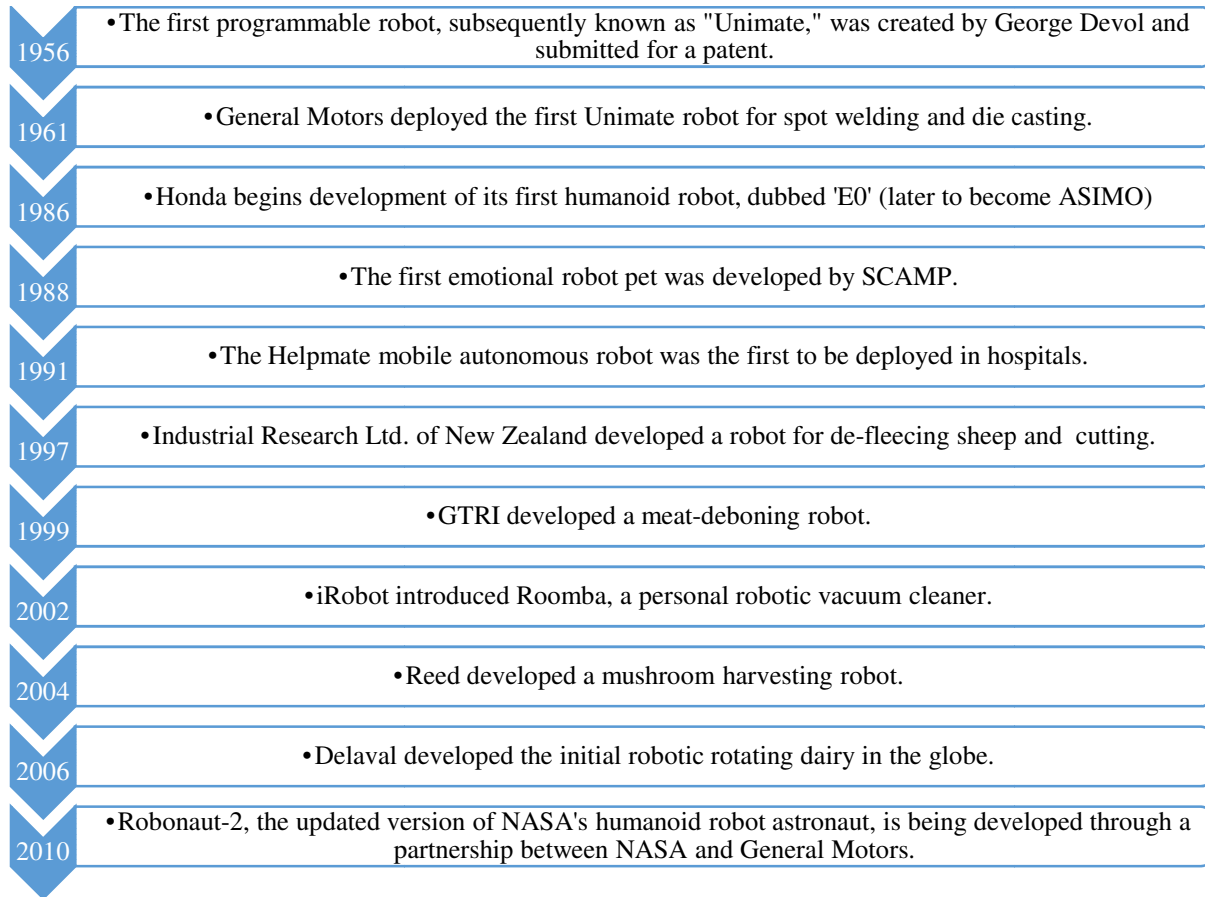 1956
•The first programmable robot, subsequently known as "Unimate," was created by George Devol and
submitted for a patent.
1961
•General Motors deployed the first Unimate robot for spot welding and die casting.
1986
•Honda begins development of its first humanoid robot, dubbed 'E0' (later to become ASIMO)
1988
•The first emotional robot pet was developed by SCAMP.
1991
•The Helpmate mobile autonomous robot was the first to be deployed in hospitals.
1997
•Industrial Research Ltd. of New Zealand developed a robot for de-fleecing sheep and  cutting.
1999
•GTRI developed a meat-deboning robot.
2002
•iRobot introduced Roomba, a personal robotic vacuum cleaner.
2004
•Reed developed a mushroom harvesting robot.
2006
•Delaval developed the initial robotic rotating dairy in the globe.
2010
•Robonaut-2, the updated version of NASA's humanoid robot astronaut, is being developed through a
partnership between NASA and General Motors.